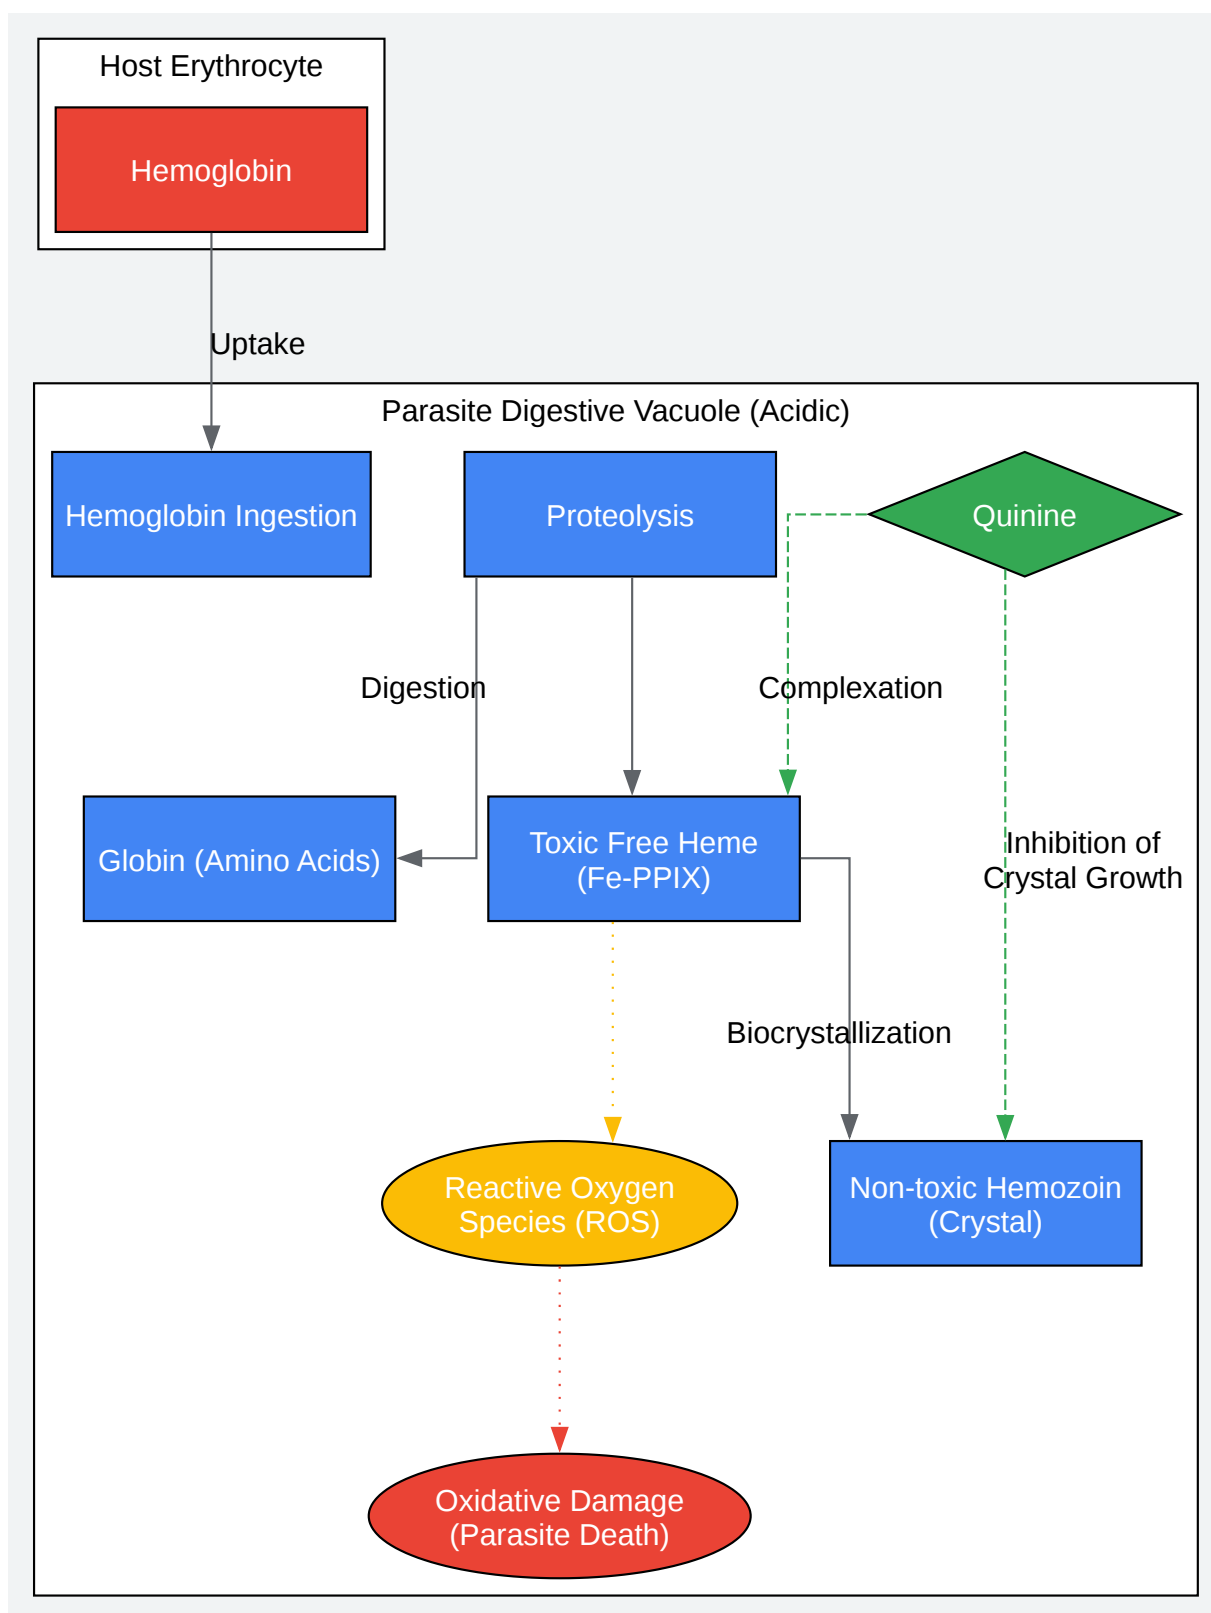 Host Erythrocyte
Hemoglobin
Uptake
Parasite Digestive Vacuole (Acidic)
Hemoglobin Ingestion
Proteolysis
Quinine
Digestion
Complexation
Globin (Amino Acids)
Toxic Free Heme
(Fe-PPIX)
Inhibition of
Crystal Growth
Biocrystallization
Reactive Oxygen
Species (ROS)
Non-toxic Hemozoin
(Crystal)
Oxidative Damage
(Parasite Death)